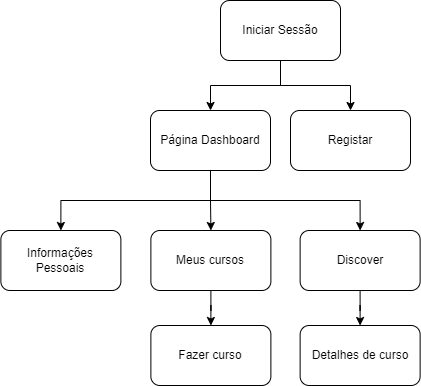 Iniciar Sessão
Página Dashboard
Registar
Informações
Pessoais
Meus cursos
Discover
Fazer curso
Detalhes de curso